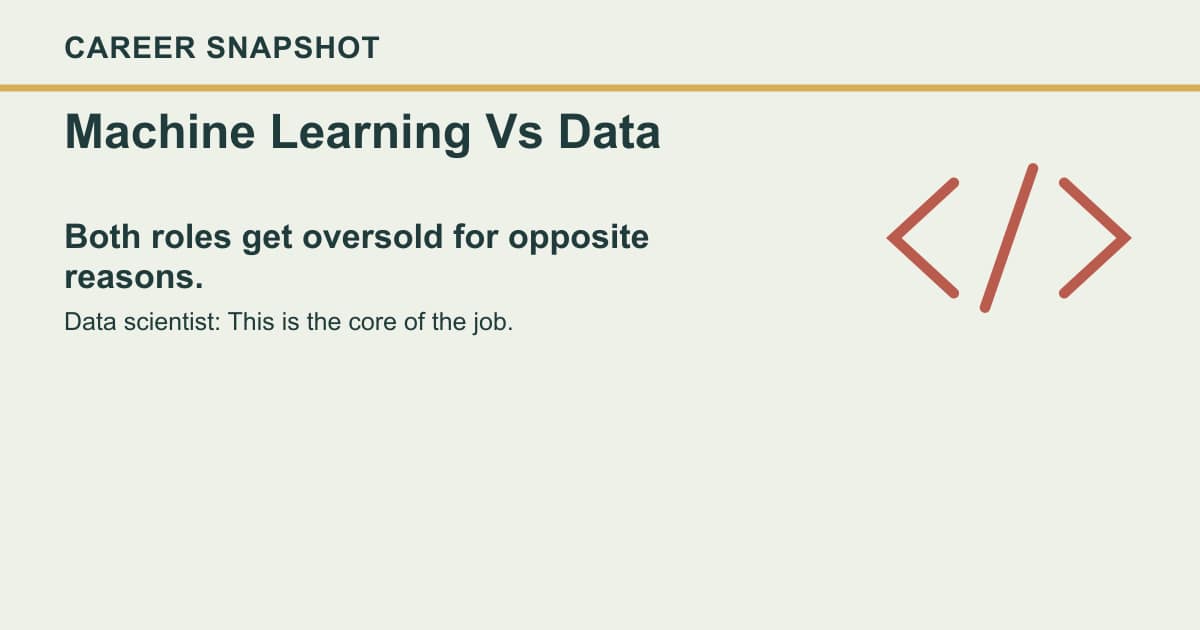 CAREER SNAPSHOT
Machine Learning Vs Data
Both roles get oversold for opposite
reasons.
Data scientist: This is the core of the job.